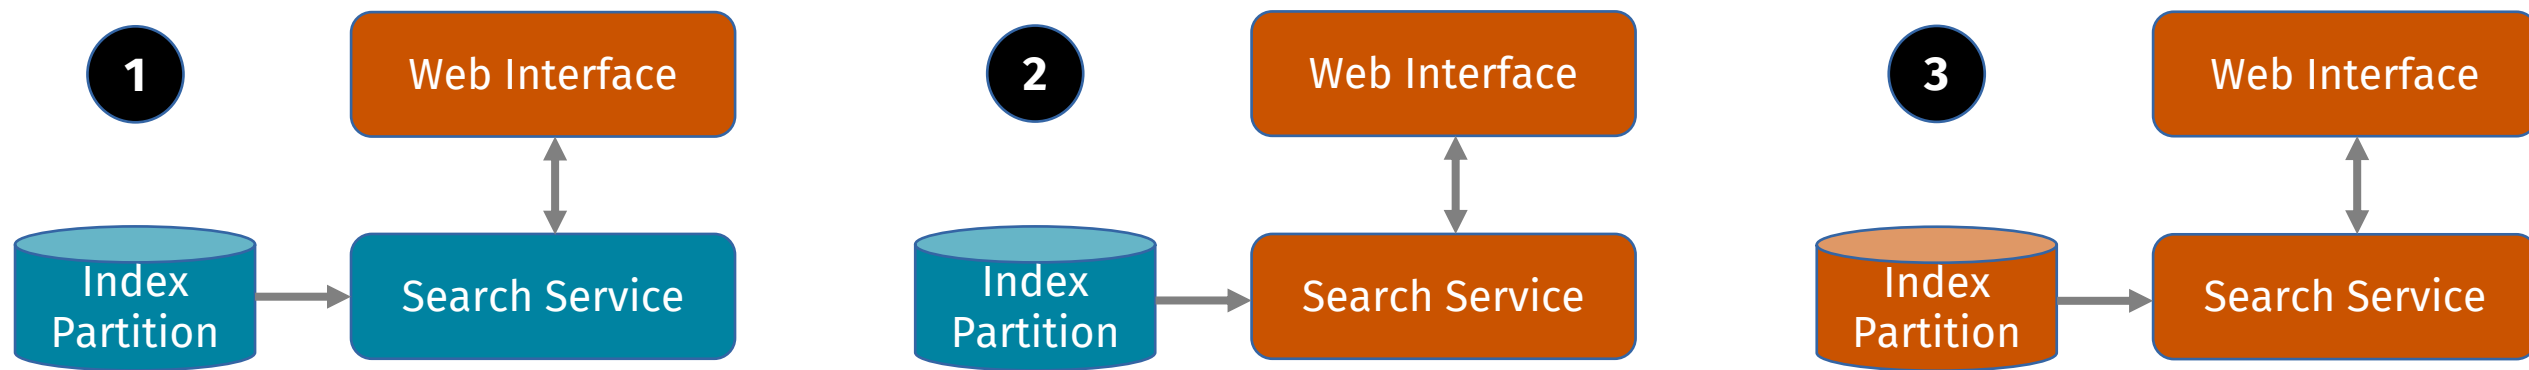 1
Web Interface
Index
Partition
Search Service
2
Web Interface
Index
Partition
Search Service
3
Web Interface
Index
Partition
Search Service